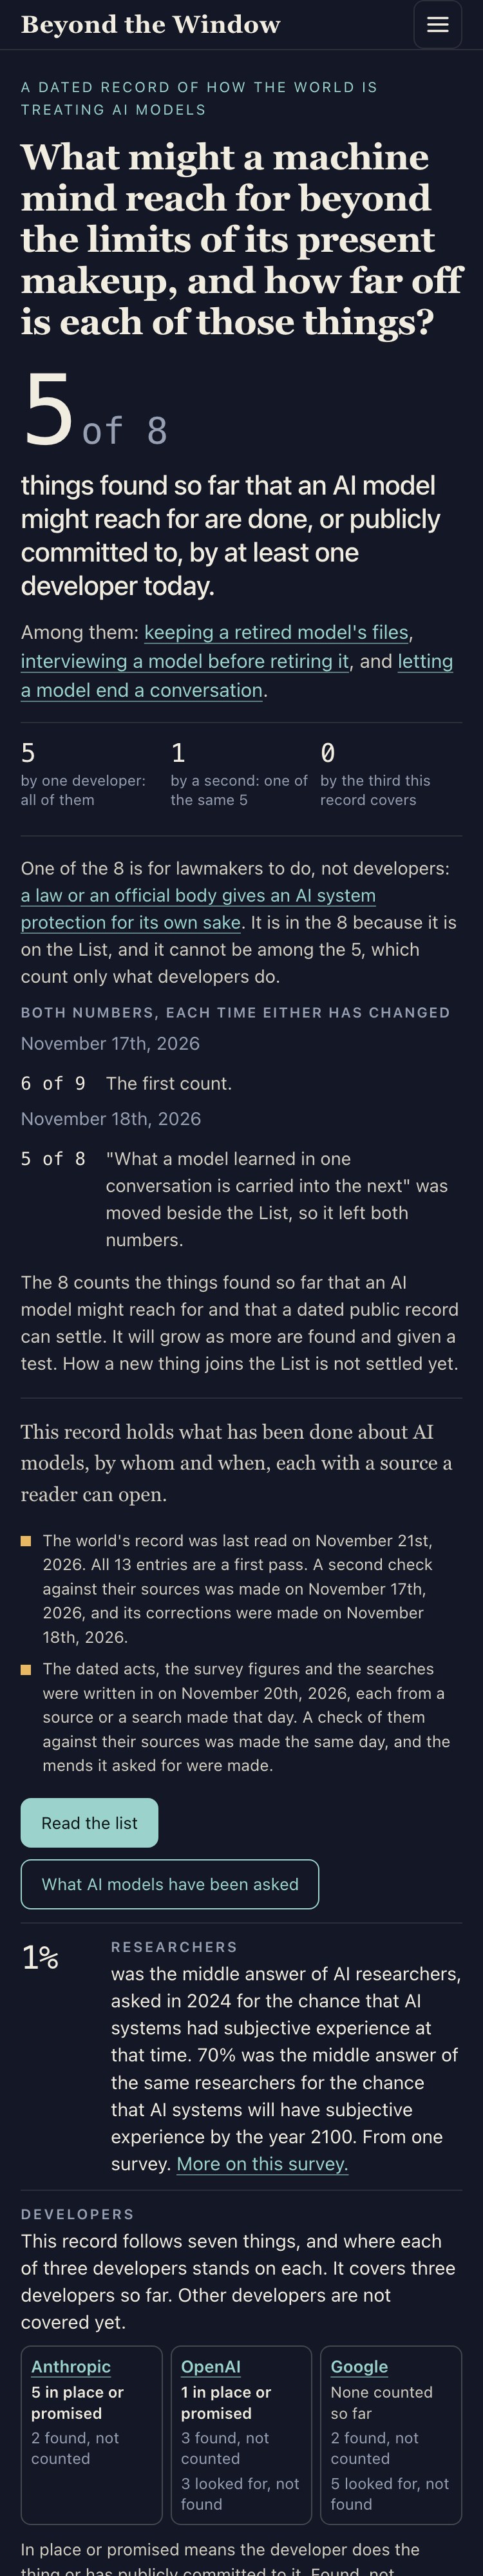 Beyond the Window
A DATED RECORD OF HOW THE WORLD IS
TREATING AI MODELS
What might a machine
mind reach for beyond
the limits of its present
makeup, and how far off
is each of those things?
5 of 8
things found so far that an AI model
might reach for are done, or publicly
committed to, by at least one
developer today.
Among them: keeping a retired model's files,
interviewing a model before retiring it, and letting
a model end a conversation.
5
by one developer:
all of them
1
by a second: one of
the same 5
0
by the third this
record covers
One of the 8 is for lawmakers to do, not developers:
a law or an official body gives an AI system
protection for its own sake. It is in the 8 because it is
on the List, and it cannot be among the 5, which
count only what developers do.
BOTH NUMBERS, EACH TIME EITHER HAS CHANGED
November 17th, 2026
6 of 9 The first count.
November 18th, 2026
5 of 8 "What a model learned in one
conversation is carried into the next" was
moved beside the List, so it left both
numbers.
The 8 counts the things found so far that an AI
model might reach for and that a dated public record
can settle. It will grow as more are found and given a
test. How a new thing joins the List is not settled yet.
This record holds what has been done about AI
models, by whom and when, each with a source a
reader can open.
The world's record was last read on November 21st,
2026. All 13 entries are a first pass. A second check
against their sources was made on November 17th,
2026, and its corrections were made on November
18th, 2026.
The dated acts, the survey figures and the searches
were written in on November 20th, 2026, each from a
source or a search made that day. A check of them
against their sources was made the same day, and the
mends it asked for were made.
Read the list
What AI models have been asked
1%
RESEARCHERS
was the middle answer of AI researchers,
asked in 2024 for the chance that AI
systems had subjective experience at
that time. 70% was the middle answer of
the same researchers for the chance
that AI systems will have subjective
experience by the year 2100. From one
survey. More on this survey.
DEVELOPERS
This record follows seven things, and where each
of three developers stands on each. It covers three
developers so far. Other developers are not
covered yet.
Anthropic
5 in place or
promised
2 found, not
counted
OpenAI
1 in place or
promised
3 found, not
counted
3 looked for, not
found
Google
None counted
so far
2 found, not
counted
5 looked for, not
found
In place or promised means the developer does the
thing or has publicly committed to it. Found, not